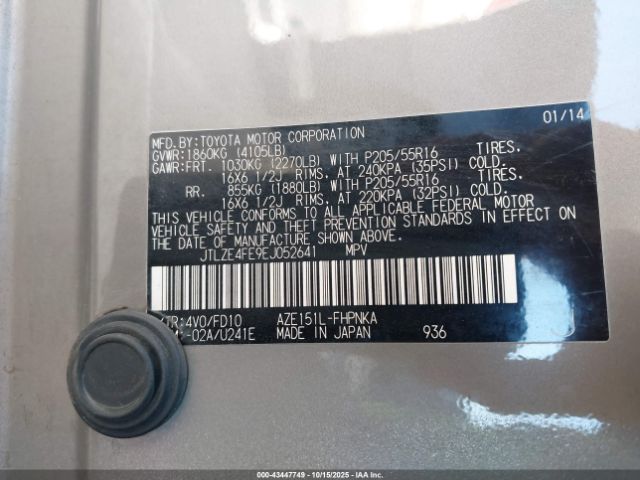 01/14
MFD.BY:TOYOTA MOTOR CORPORATION
GVWR:1860KG (4105LB)
GAWR:FRT. 1030KG (2270LB) WITH P205/55R16 TIRES,
16X6 1/2J RIMS, AT 240KPA (35PSI) COLD.
RR. 855KG (1880LB) WITH P205/55R16 TIRES,
16X6 1/2J RIMS, AT 220KPA (32PSI) COLD.
THIS VEHICLE CONFORMS TO ALL APPLICABLE FEDERAL MOTOR
VEHICLE SAFETY AND THEFT PREVENTION STANDARDS IN EFFECT ON
THE DATE OF MANUFACTURE SHOWN ABOVE.
JTLZE4FE9EJ052641 MPV
TR:4V0/FD10 AZE151L-FHPNKA
-02A/U241E MADE IN JAPAN 936
000-43447749 - 10/15/2025 - COPYRIGHT IAA, LLC.